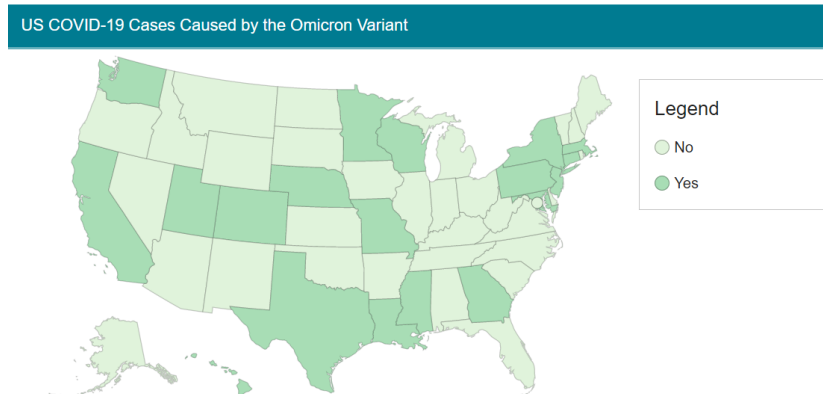 US COVID-19 Cases Caused by the Omicron Variant
Legend
No
Yes